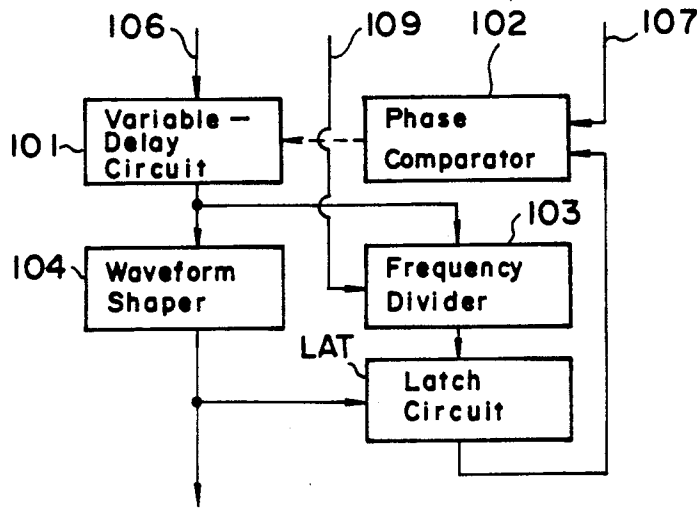 106
109
102
107
101
Variable —
Delay
Circuit
Phase
Comparator
103
104
Waveform
Shaper
Frequency
Divider
LAT
Latch
Circuit